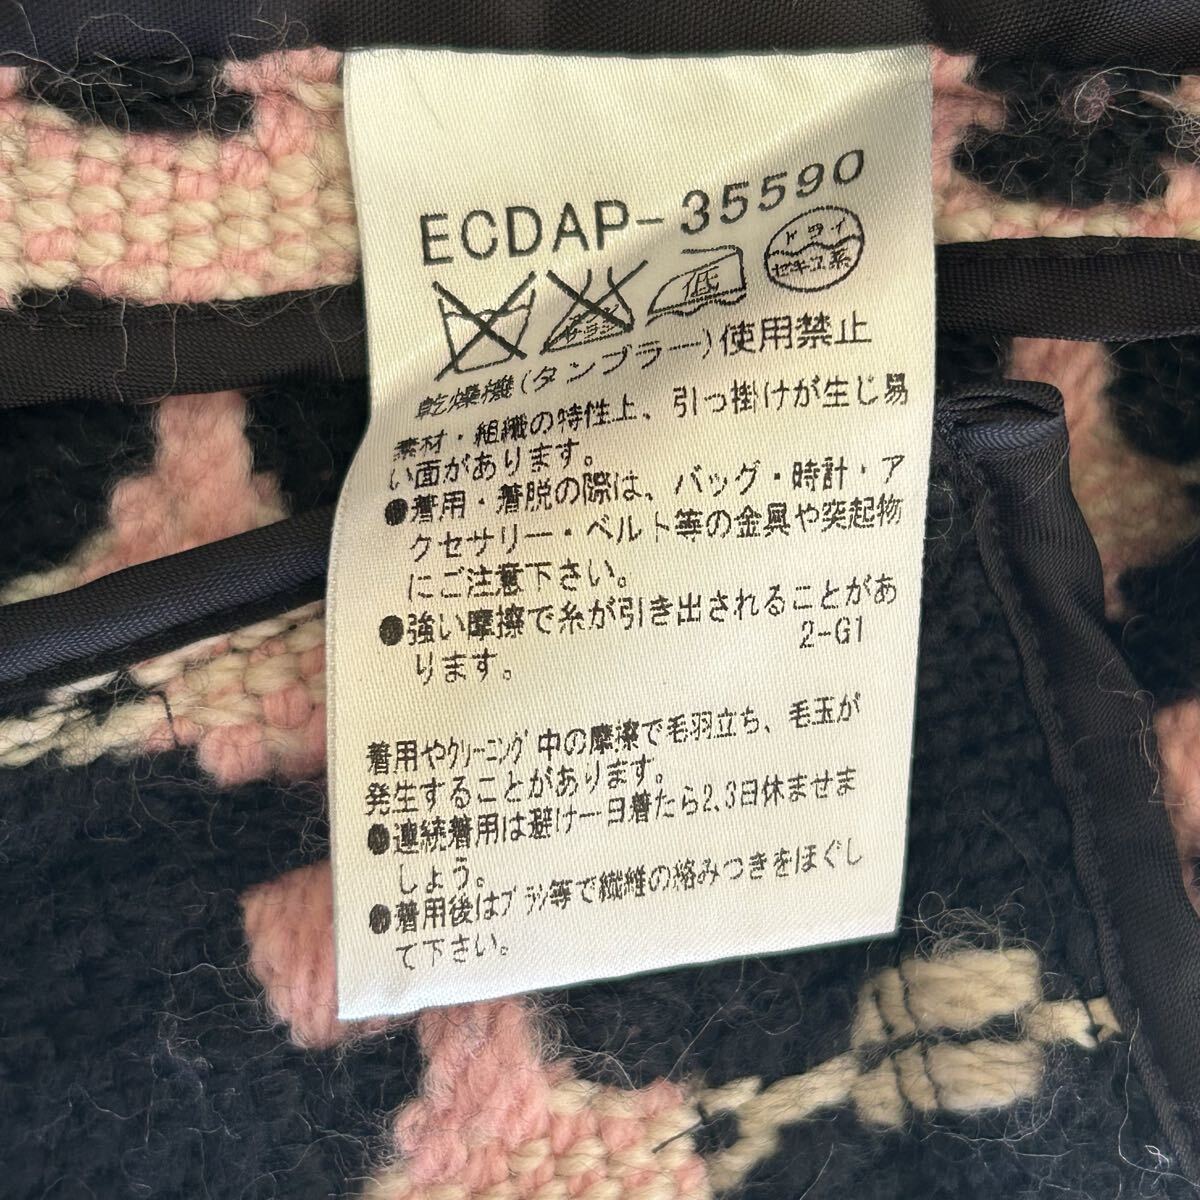 ECDAP-35590
エンソ
サラシ
低
ドライ
セキユ系
乾燥機(タンブラー)使用禁止
素材・組織の特性上、引っ掛けが生じ易
い面があります。
●着用・着脱の際は、バッグ・時計・ア
クセサリー・ベルト等の金具や突起物
にご注意下さい。
●強い摩擦で糸が引き出されることがあ
ります。
2-G1
着用やｸﾘｰﾆﾝｸﾞ中の摩擦で毛羽立ち、毛玉が
発生することがあります。
●連続着用は避け一日着たら2,3日休ませま
しょう。
●着用後はﾌﾞﾗｼ等で繊維の絡みつきをほぐし
て下さい。